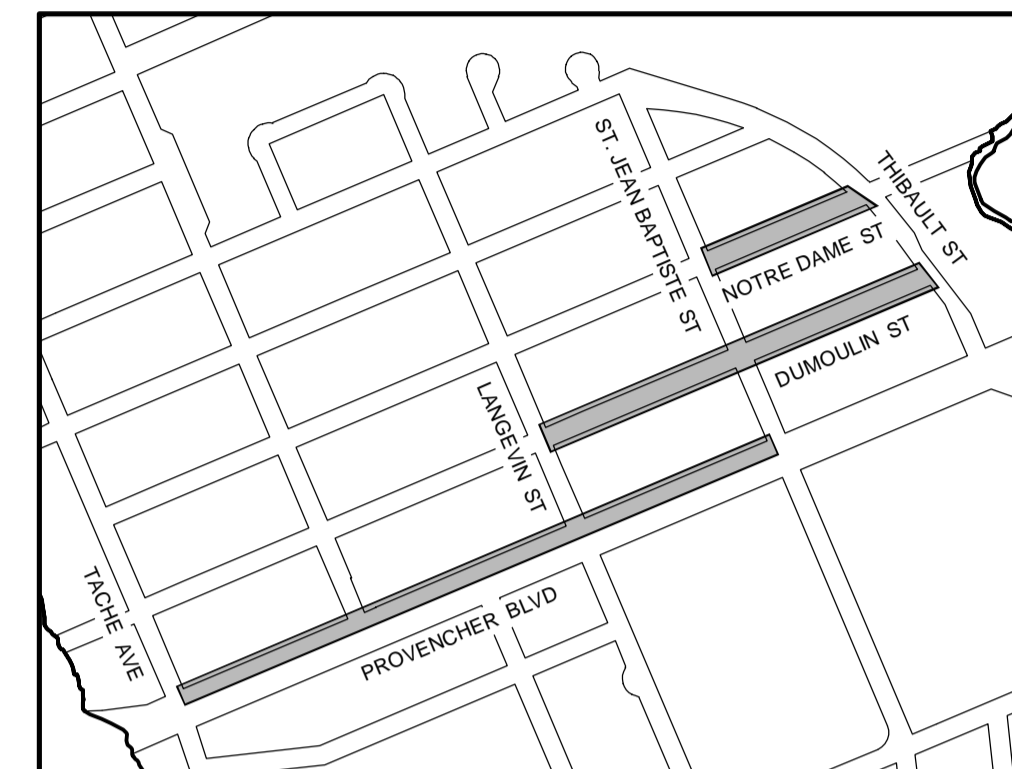 ST. JEAN BAPTISTE ST
THIBAULT ST
NOTRE DAME ST
DUMOULIN ST
LANGEVIN ST
TACHE AVE
PROVENCHER BLVD